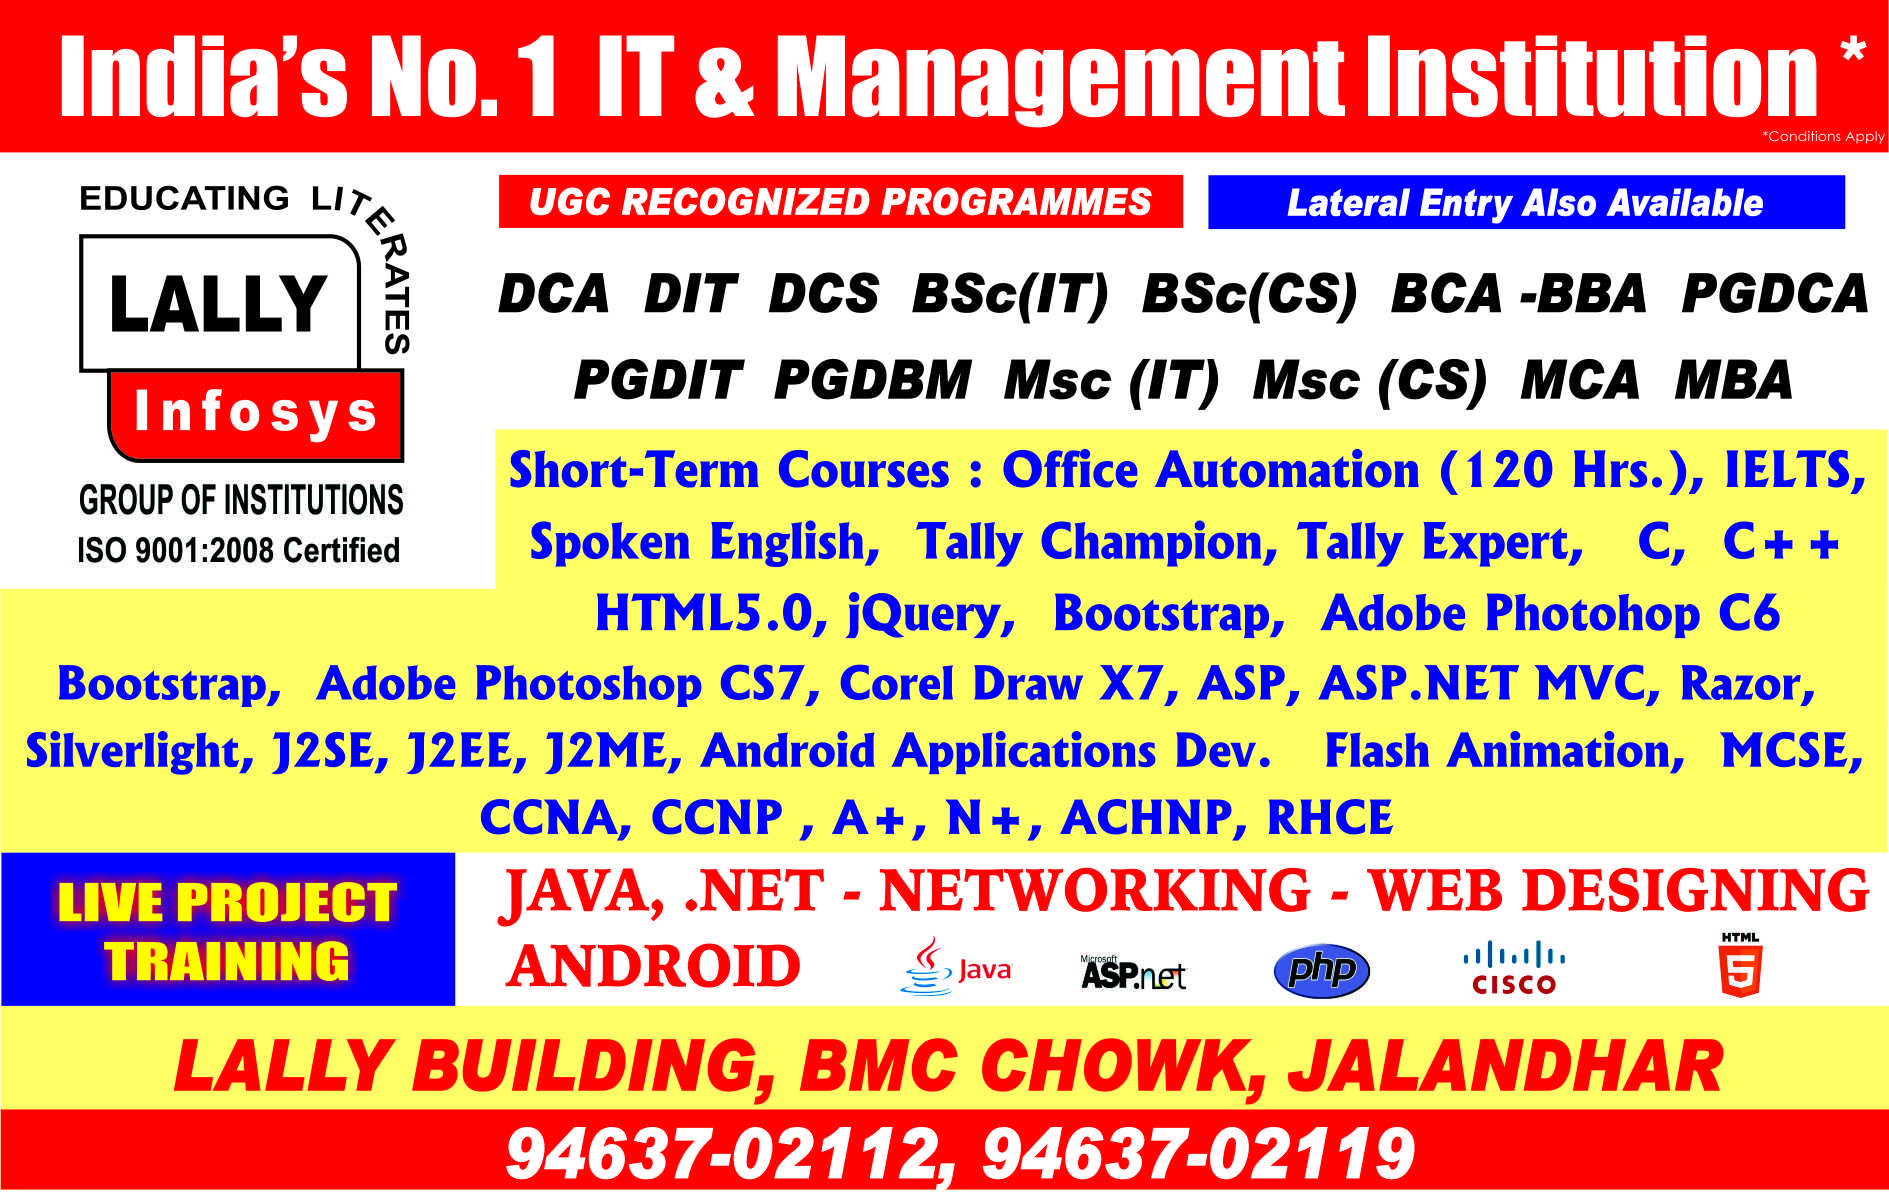 India's No. 1 IT & Management Institution *
*Conditions Apply
EDUCATING LITERATES
LALLY
Infosys
GROUP OF INSTITUTIONS
ISO 9001:2008 Certified
UGC RECOGNIZED PROGRAMMES
Lateral Entry Also Available
DCA DIT DCS BSc(IT) BSc(CS) BCA -BBA PGDCA
PGDIT PGDBM Msc (IT) Msc (CS) MCA MBA
Short-Term Courses : Office Automation (120 Hrs.), IELTS,
Spoken English, Tally Champion, Tally Expert, C, C++
HTML5.0, jQuery, Bootstrap, Adobe Photohop C6
Bootstrap, Adobe Photoshop CS7, Corel Draw X7, ASP, ASP.NET MVC, Razor,
Silverlight, J2SE, J2EE, J2ME, Android Applications Dev. Flash Animation, MCSE,
CCNA, CCNP , A+, N+, ACHNP, RHCE
LIVE PROJECT
TRAINING
JAVA, .NET - NETWORKING - WEB DESIGNING
ANDROID
Java
Microsoft
ASP.net
php
CISCO
HTML
5
LALLY BUILDING, BMC CHOWK, JALANDHAR
94637-02112, 94637-02119